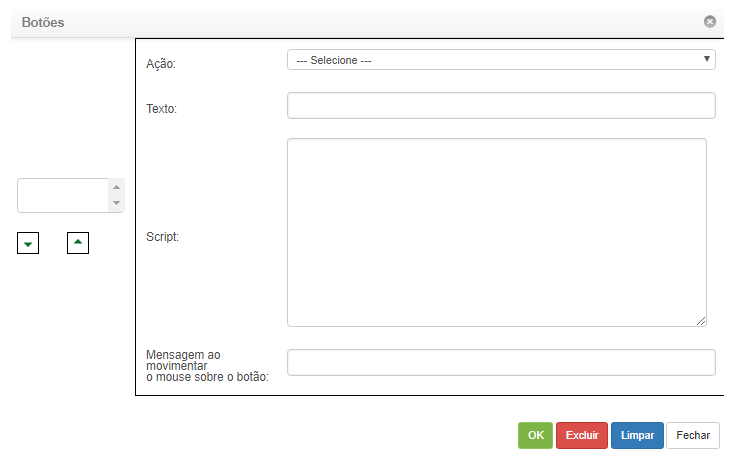 Botões
Ação:
--- Selecione ---
Texto:
Script:
Mensagem ao
movimentar
o mouse sobre o botão:
OK
Excluir
Limpar
Fechar